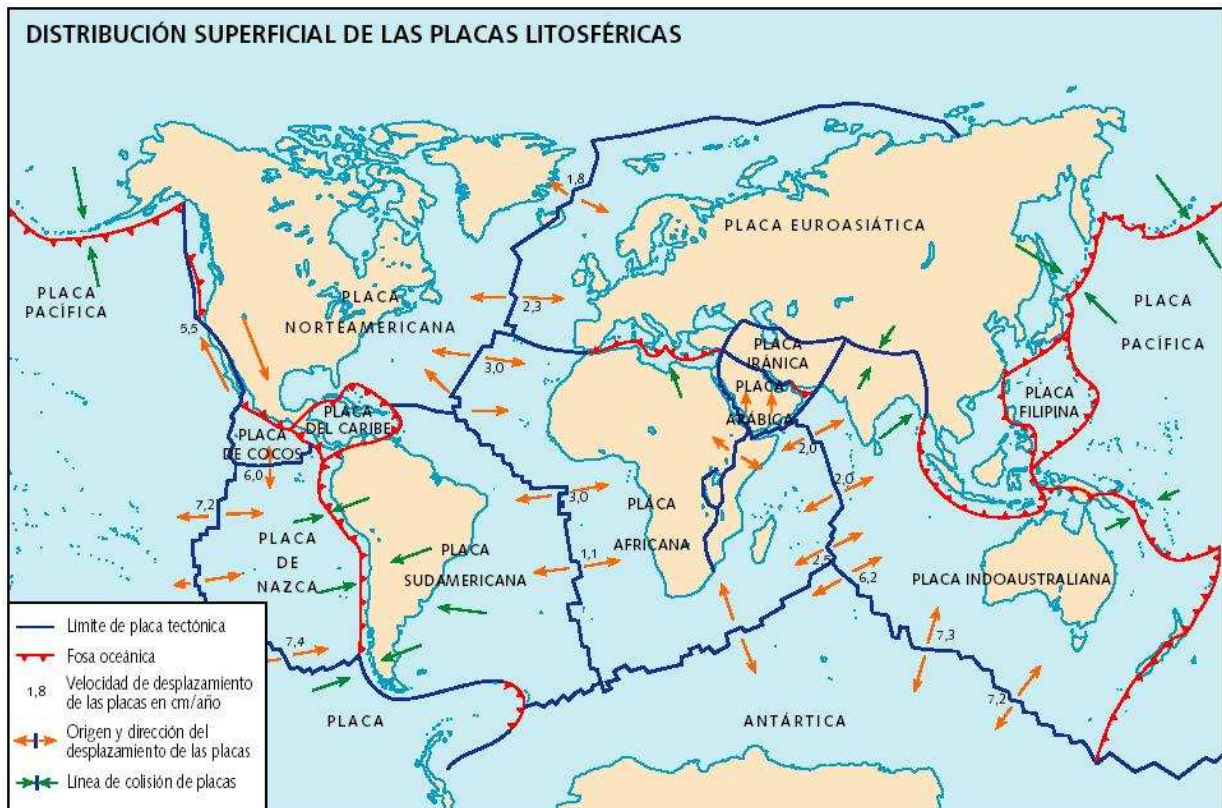 DISTRIBUCIÓN SUPERFICIAL DE LAS PLACAS LITOSFÉRICAS
1,8
PLACA EUROASIÁTICA
PLACA
PACÍFICA
PLACA
NORTEAMERICANA
2,3
PLACA
PACÍFICA
5,5
3,0
PLACA
IRÁNICA
PLACA
ARÁBICA
PLACA
FILIPINA
PLACA
DEL CARIBE
PLACA
DE COCOS
6,0
2,0
2,0
7,2
3,0
PLACA
AFRICANA
PLACA
DE
NAZCA
PLACA
SUDAMERICANA
1,1
2,5
6,2
PLACA INDOAUSTRALIANA
7,4
7,3
7,2
PLACA
ANTÁRTICA
Límite de placa tectónica
Fosa oceánica
1,8
Velocidad de desplazamiento
de las placas en cm/año
Origen y dirección del
desplazamiento de las placas
Línea de colisión de placas